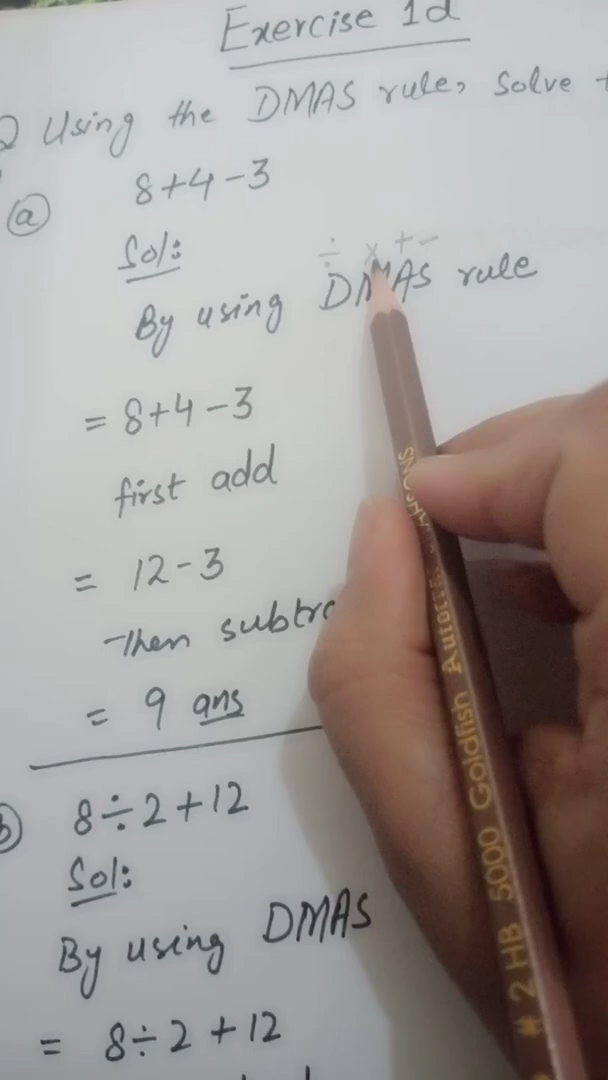 Exercise 1d
Q Using the DMAS rule, Solve
(a) 8+4-3
Sol:
÷ × + -
By using DMAS rule
= 8+4-3
first add
= 12-3
Then
= 9 ans
b) 8÷2+12
Sol:
By using DMAS
= 8÷2+12
# 2 HB 5000 Goldfish